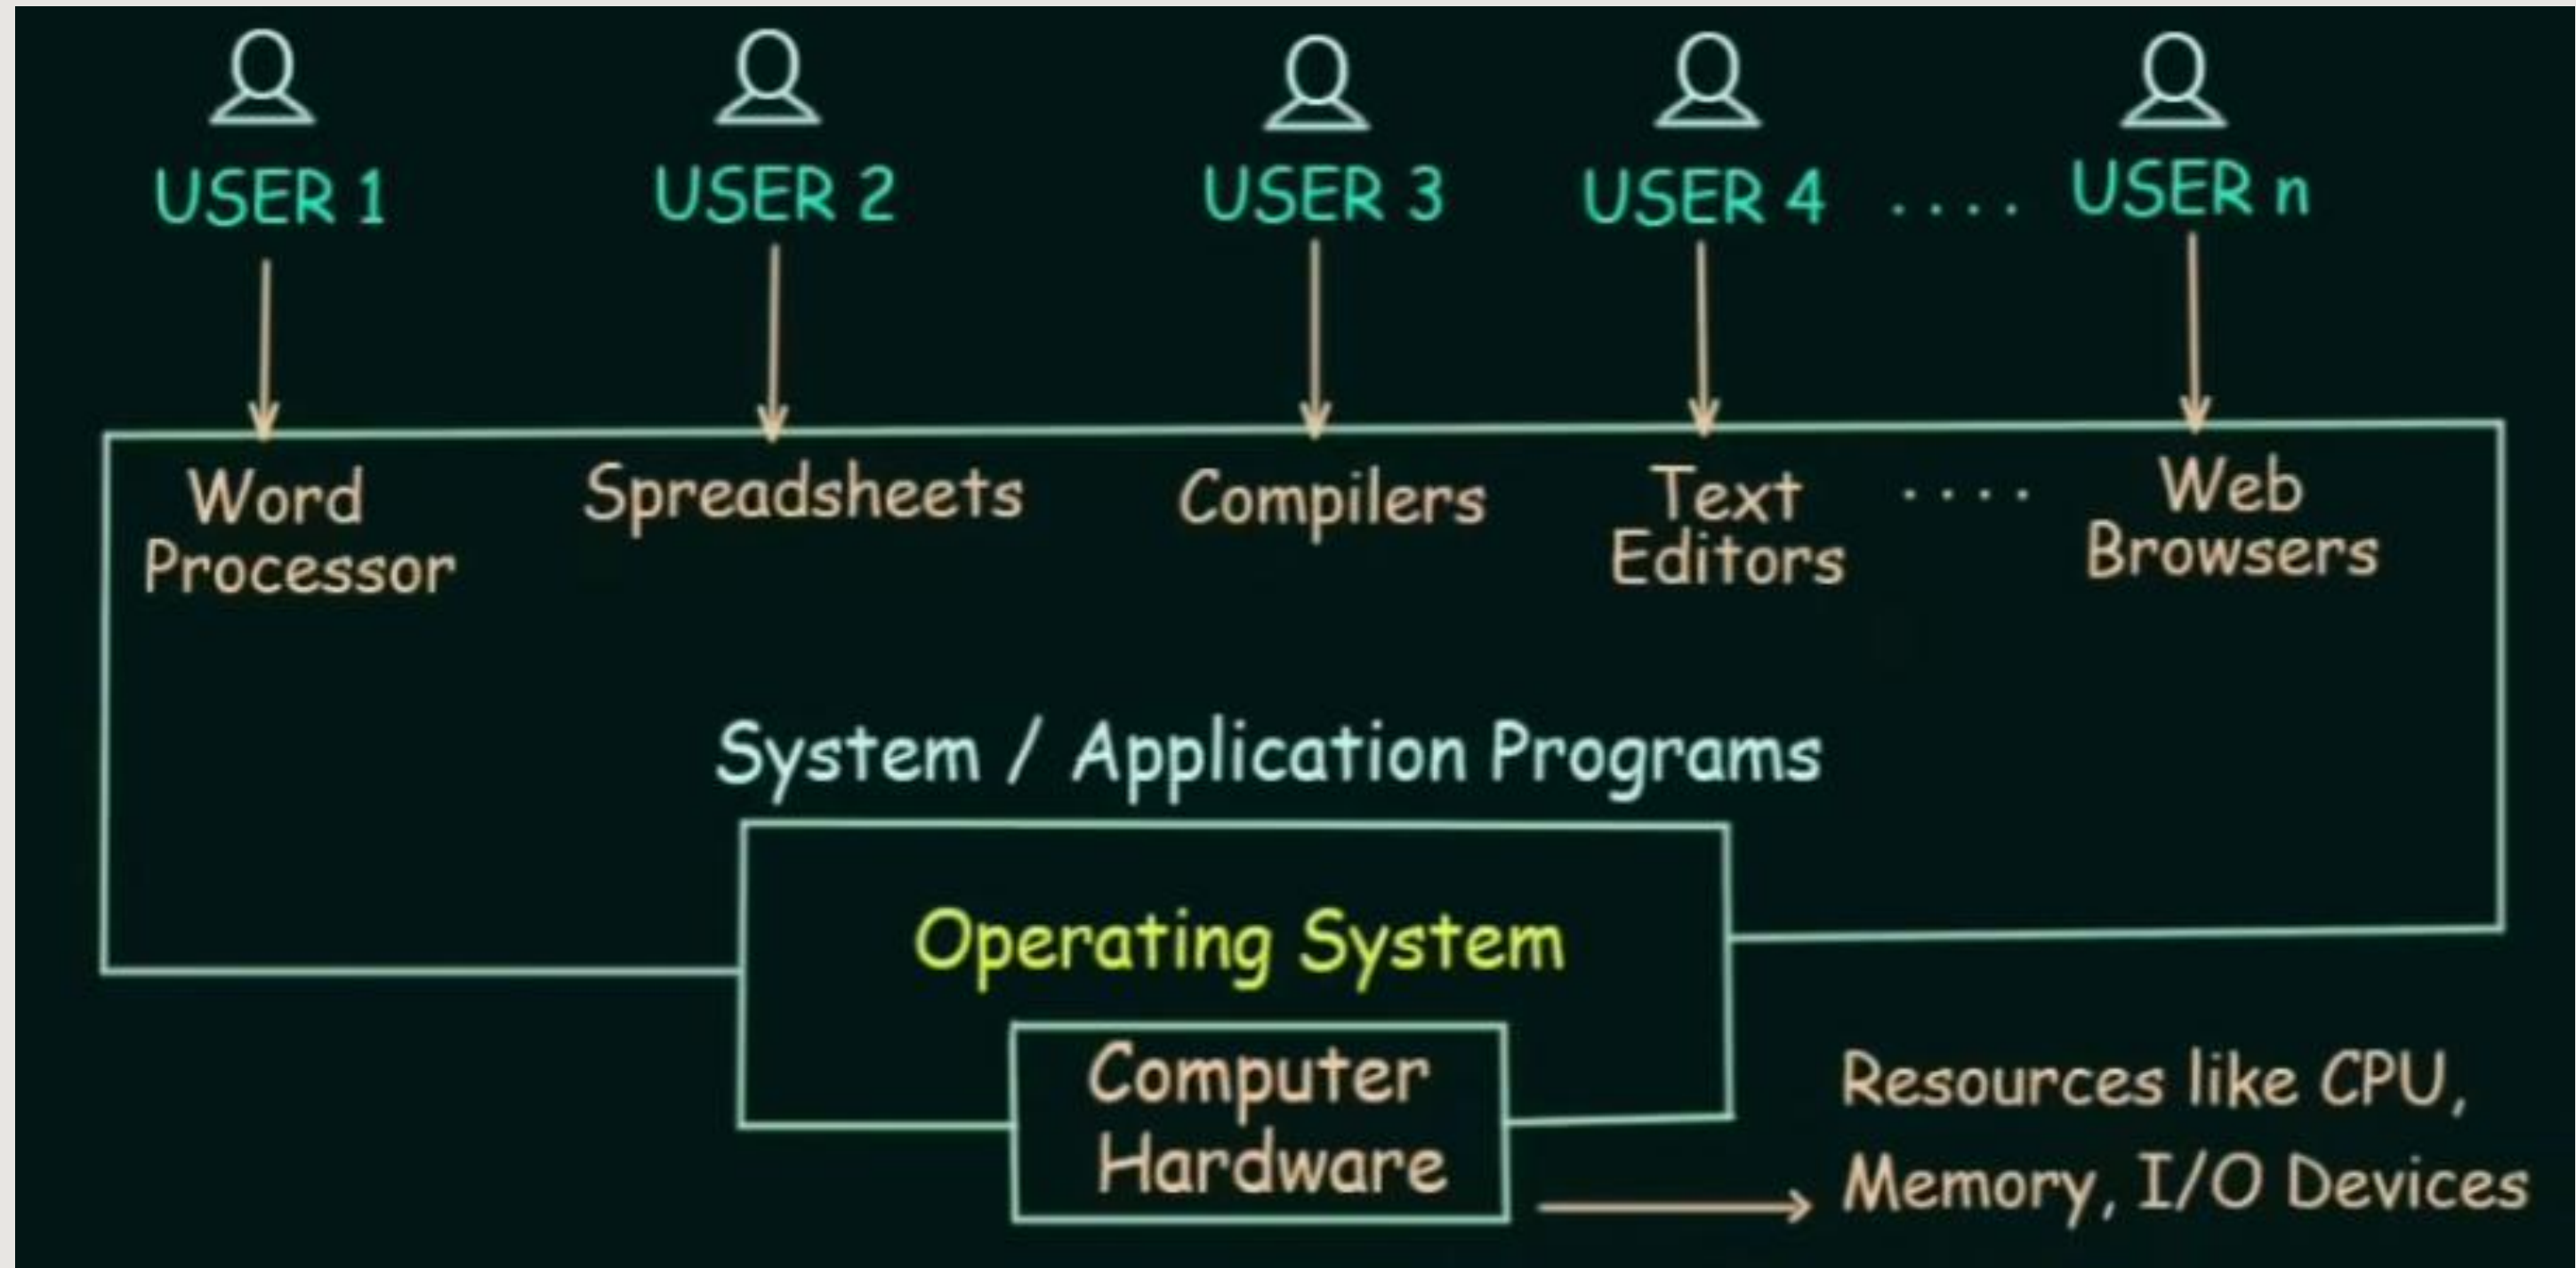 USER 1 USER 2 USER 3 USER 4 .... USER n
Word Processor
Spreadsheets
Compilers
Text Editors
....
Web Browsers
System / Application Programs
Operating System
Computer
Hardware
Resources like CPU,
Memory, I/O Devices